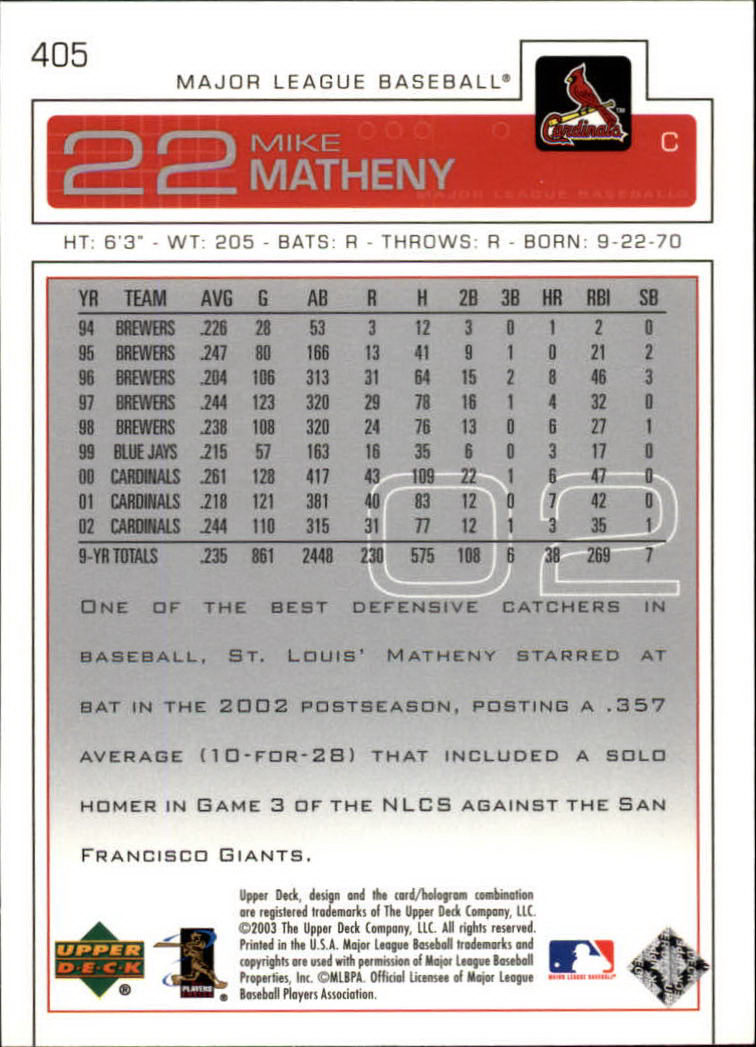 405
MAJOR LEAGUE BASEBALL®
Cardinals ™
22 MIKE MATHENY
C
MAJOR LEAGUE BASEBALL
HT: 6'3" - WT: 205 - BATS: R - THROWS: R - BORN: 9-22-70
YR TEAM AVG G AB R H 2B 3B HR RBI SB
94 BREWERS .226 28 53 3 12 3 0 1 2 0
95 BREWERS .247 80 166 13 41 9 1 0 21 2
96 BREWERS .204 106 313 31 64 15 2 8 46 3
97 BREWERS .244 123 320 29 78 16 1 4 32 0
98 BREWERS .238 108 320 24 76 13 0 6 27 1
99 BLUE JAYS .215 57 163 16 35 6 0 3 17 0
00 CARDINALS .261 128 417 43 109 22 1 6 47 0
01 CARDINALS .218 121 381 40 83 12 0 7 42 0
02 CARDINALS .244 110 315 31 77 12 1 3 35 1
9-YR TOTALS .235 861 2448 230 575 108 6 38 269 7
02
ONE OF THE BEST DEFENSIVE CATCHERS IN
BASEBALL, ST. LOUIS' MATHENY STARRED AT
BAT IN THE 2002 POSTSEASON, POSTING A .357
AVERAGE (10-FOR-28) THAT INCLUDED A SOLO
HOMER IN GAME 3 OF THE NLCS AGAINST THE SAN
FRANCISCO GIANTS.
Upper Deck, design and the card/hologram combination
are registered trademarks of The Upper Deck Company, LLC.
©2003 The Upper Deck Company, LLC. All rights reserved.
Printed in the U.S.A. Major League Baseball trademarks and
copyrights are used with permission of Major League Baseball
Properties, Inc. ©MLBPA. Official Licensee of Major League
Baseball Players Association.
UPPER DECK ®
PLAYERS ®
MAJOR LEAGUE BASEBALL®